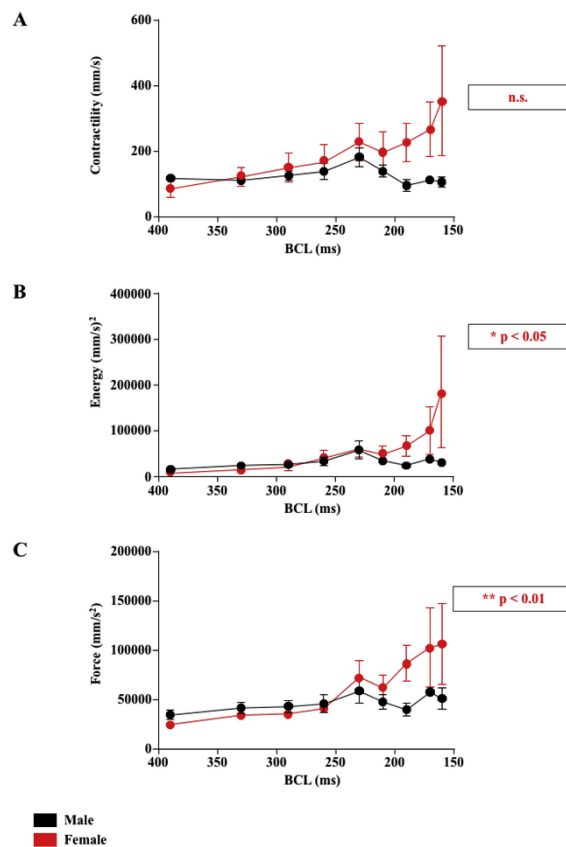 A
Contractility (mm/s)
600
400
200
0
400 350 300 250 200 150
BCL (ms)
n.s.
B
Energy (mm/s)²
400000
300000
200000
100000
0
400 350 300 250 200 150
BCL (ms)
* p < 0.05
C
Force (mm/s²)
200000
150000
100000
50000
0
400 350 300 250 200 150
BCL (ms)
** p < 0.01
Male
Female